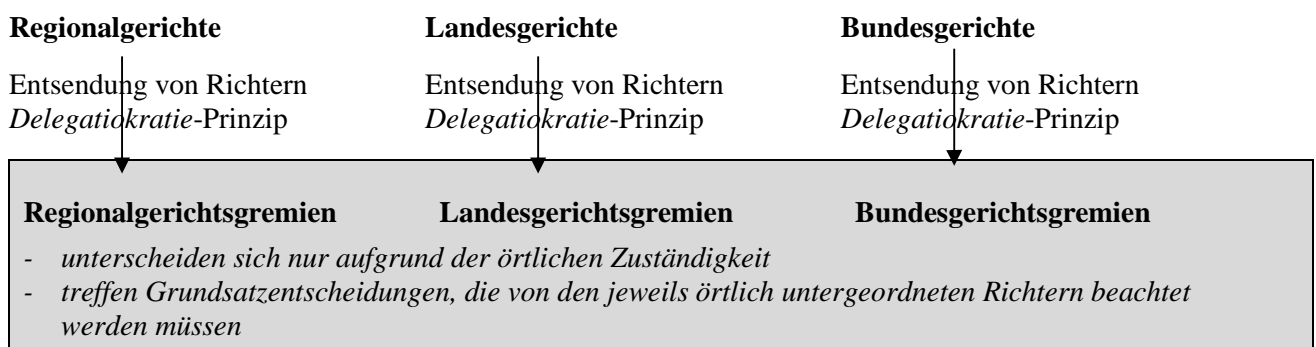 Regionalgerichte Landesgerichte Bundesgerichte
Entsendung von Richtern Entsendung von Richtern Entsendung von Richtern
Delegatiokratie-Prinzip Delegatiokratie-Prinzip Delegatiokratie-Prinzip
Regionalgerichtsgremien Landesgerichtsgremien Bundesgerichtsgremien
- unterscheiden sich nur aufgrund der örtlichen Zuständigkeit
- treffen Grundsatzentscheidungen, die von den jeweils örtlich untergeordneten Richtern beachtet
werden müssen